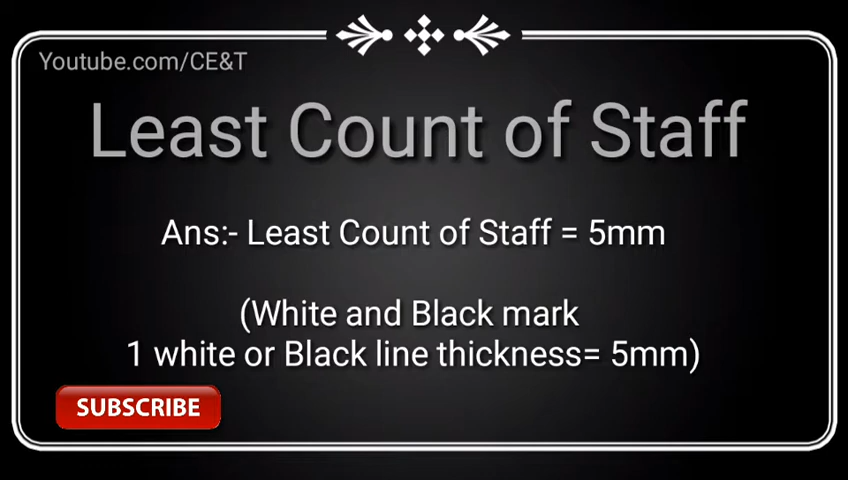 Youtube.com/CE&T
Least Count of Staff
Ans:- Least Count of Staff = 5mm
(White and Black mark
1 white or Black line thickness= 5mm)
SUBSCRIBE